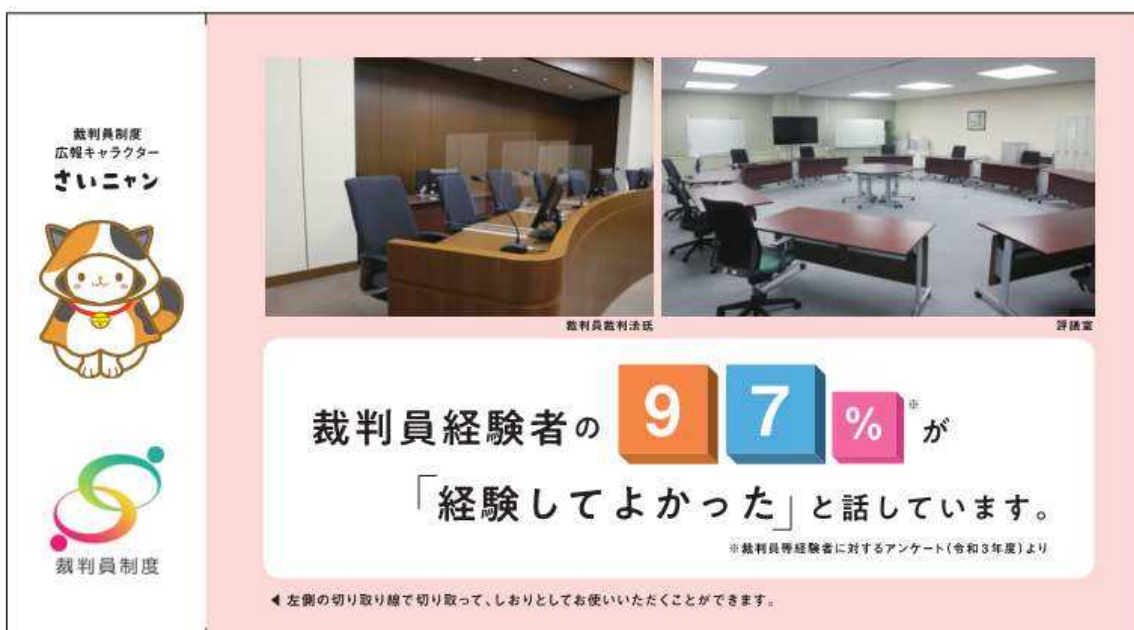 裁判員制度
広報キャラクター
さいニャン
裁判員制度
裁判員裁判法廷
評議室
裁判員経験者の97%※が
「経験してよかった」と話しています。
※裁判員等経験者に対するアンケート(令和3年度)より
◀ 左側の切り取り線で切り取って、しおりとしてお使いいただくことができます。